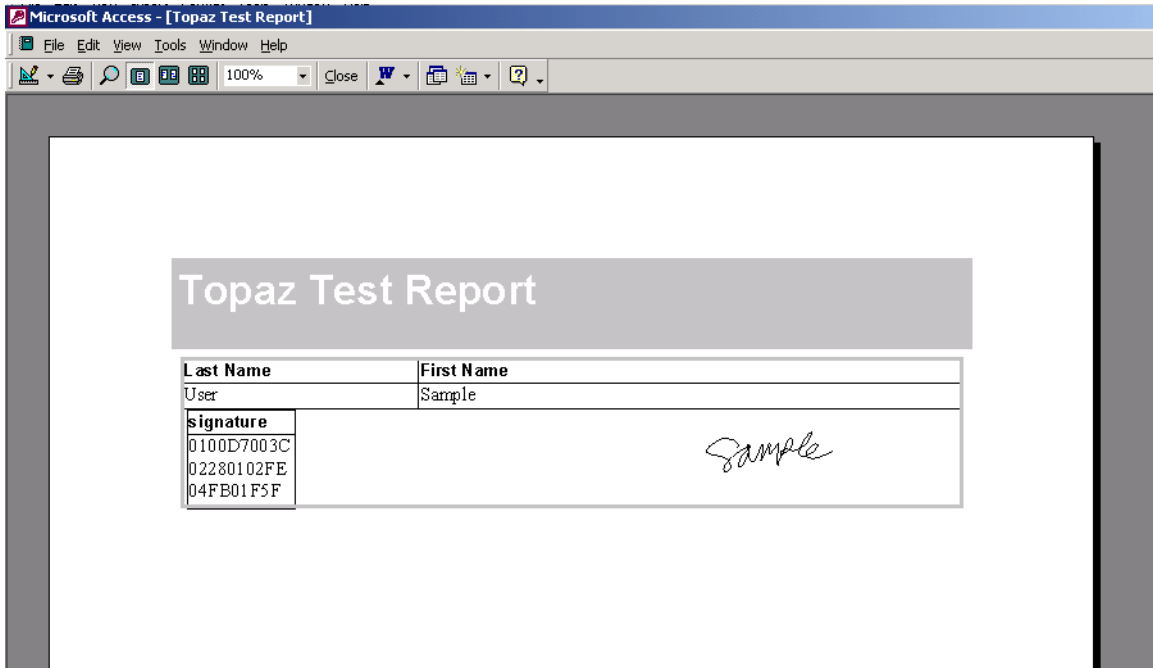 Microsoft Access - [Topaz Test Report]
File Edit View Tools Window Help
100% Close
Topaz Test Report
Last Name First Name
User Sample
signature
0100D7003C
02280102FE
04FB01F5F
Sample